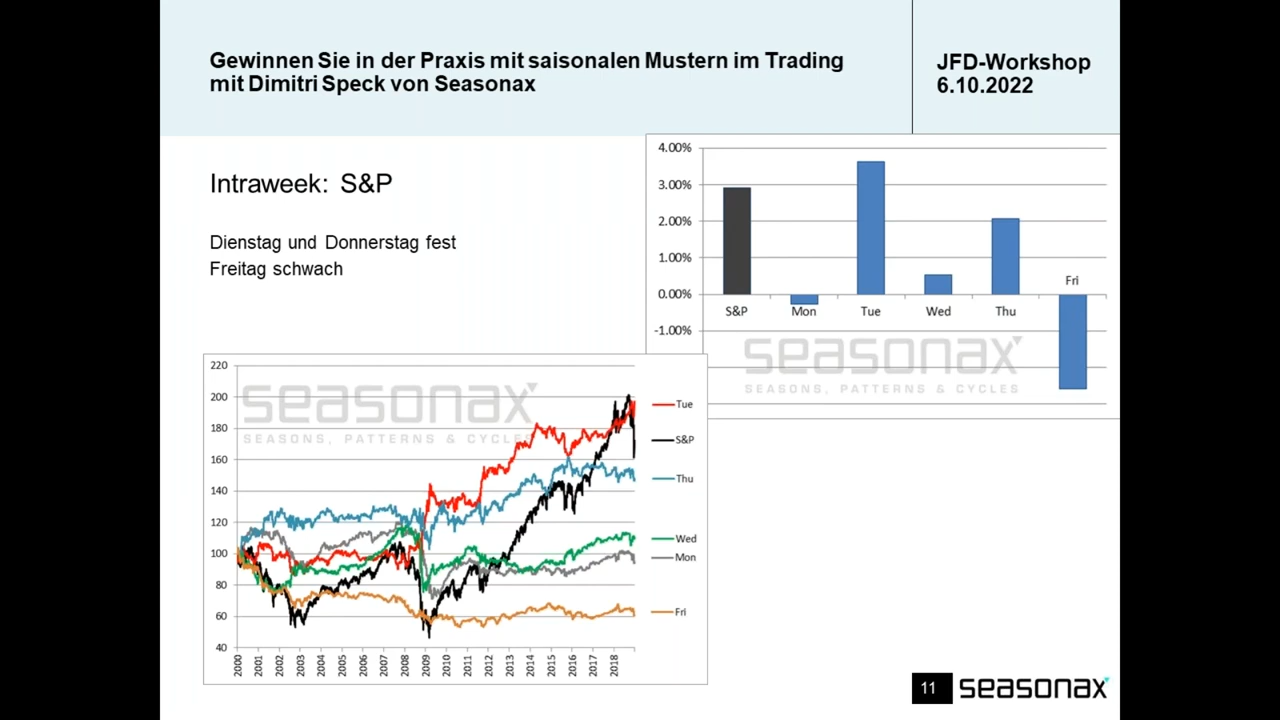 Gewinnen Sie in der Praxis mit saisonalen Mustern im Trading
mit Dimitri Speck von Seasonax
JFD-Workshop
6.10.2022
Intraweek: S&P
Dienstag und Donnerstag fest
Freitag schwach
4.00%
3.00%
2.00%
1.00%
0.00%
-1.00%
S&P
Mon
Tue
Wed
Thu
Fri
seasonax
SEASONS, PATTERNS & CYCLES
220
200
180
160
140
120
100
80
60
40
seasonax
SEASONS, PATTERNS & CYCLES
2000
2001
2002
2003
2004
2005
2006
2007
2008
2009
2010
2011
2012
2013
2014
2015
2016
2017
2018
Tue
S&P
Thu
Wed
Mon
Fri
11
seasonax